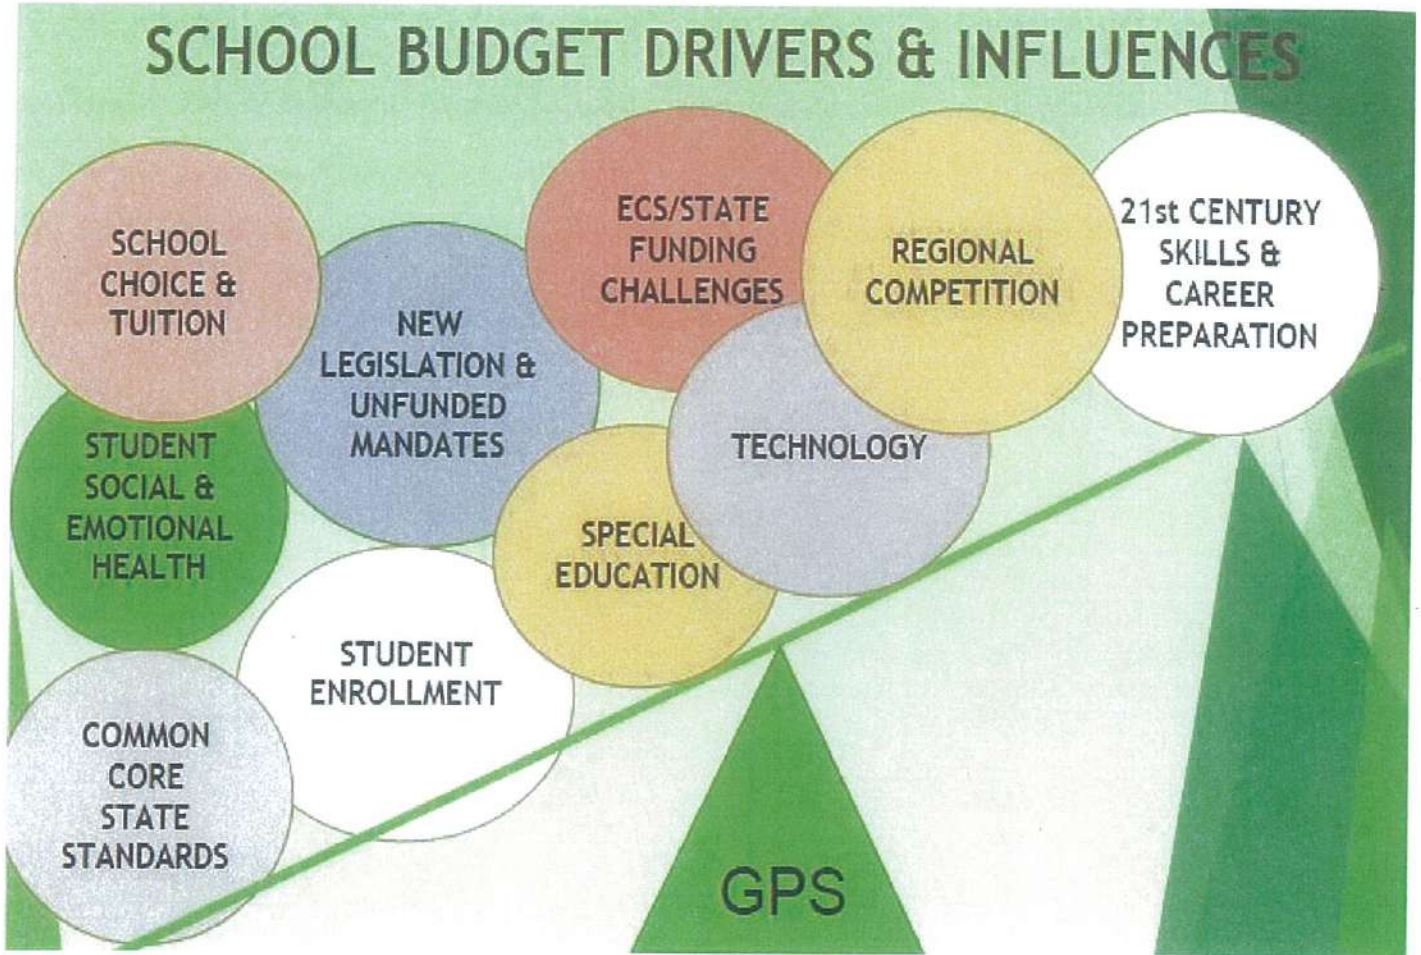 SCHOOL BUDGET DRIVERS & INFLUENCES
SCHOOL
CHOICE &
TUITION
NEW
LEGISLATION &
UNFUNDED
MANDATES
ECS/STATE
FUNDING
CHALLENGES
REGIONAL
COMPETITION
21st CENTURY
SKILLS &
CAREER
PREPARATION
STUDENT
SOCIAL &
EMOTIONAL
HEALTH
TECHNOLOGY
SPECIAL
EDUCATION
STUDENT
ENROLLMENT
COMMON
CORE
STATE
STANDARDS
GPS